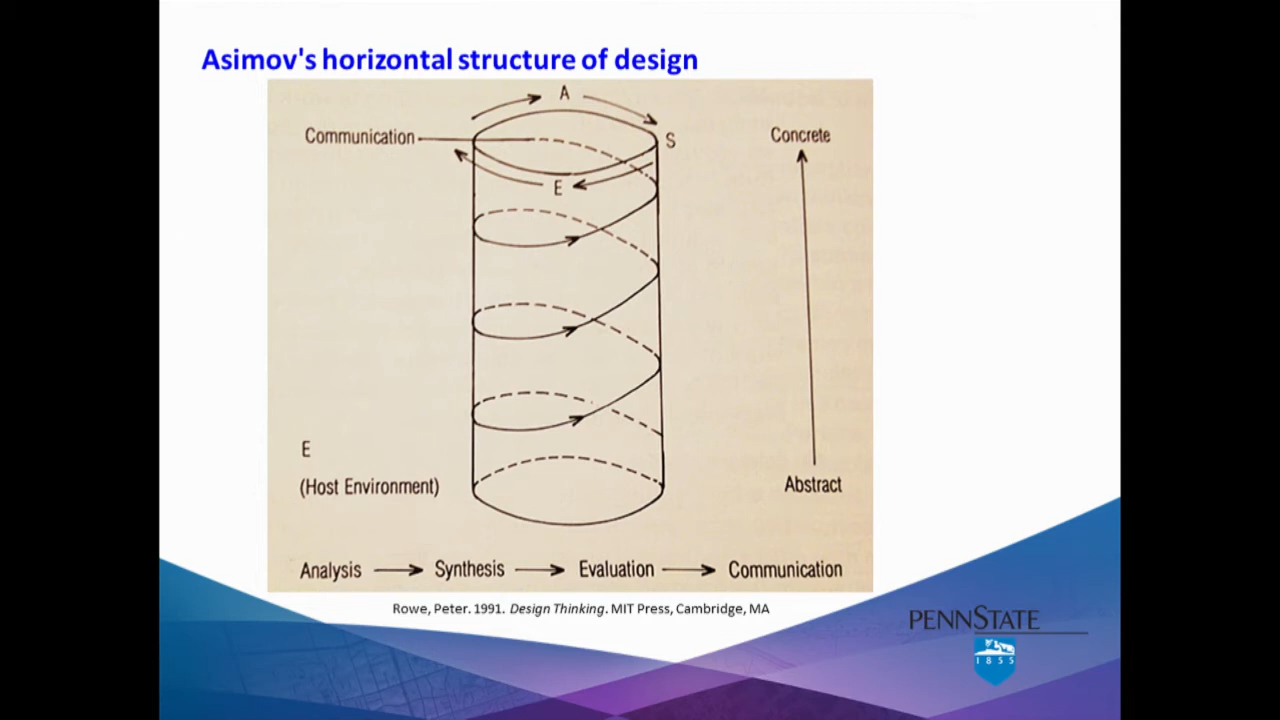 Asimov's horizontal structure of design
A
Communication
S
Concrete
E
E
(Host Environment)
Abstract
Analysis → Synthesis → Evaluation → Communication
Rowe, Peter. 1991. Design Thinking. MIT Press, Cambridge, MA
PENNSTATE
1855